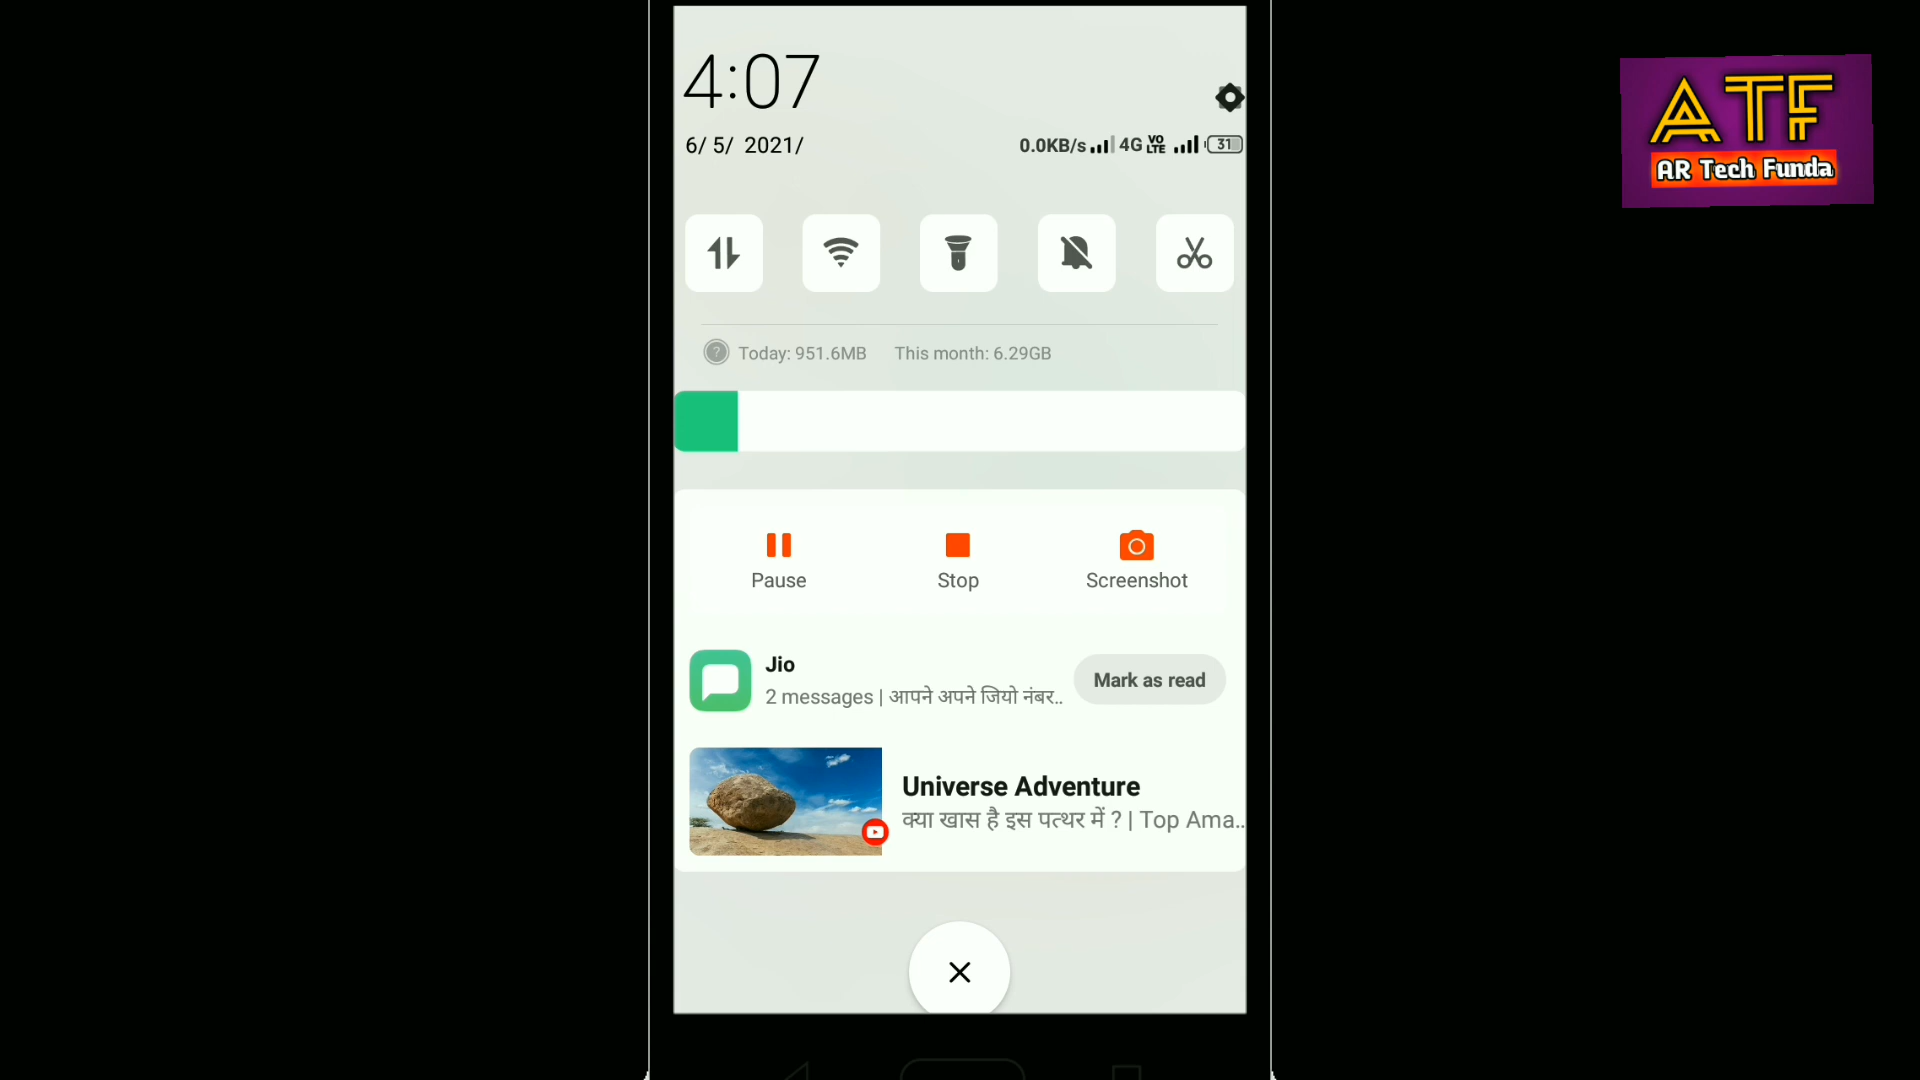 4:07
6/ 5/ 2021/
0.0KB/s 4G VO LTE 31
Today: 951.6MB This month: 6.29GB
Pause Stop Screenshot
Jio
2 messages | आपने अपने जियो नंबर..
Mark as read
Universe Adventure
क्या खास है इस पत्थर में ? | Top Ama..
ATF
AR Tech Funda